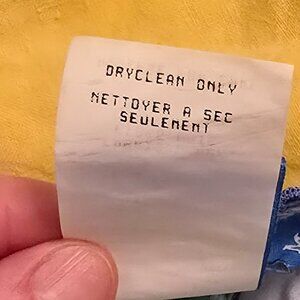 DRYCLEAN ONLY
NETTOYER A SEC
SEULEMENT